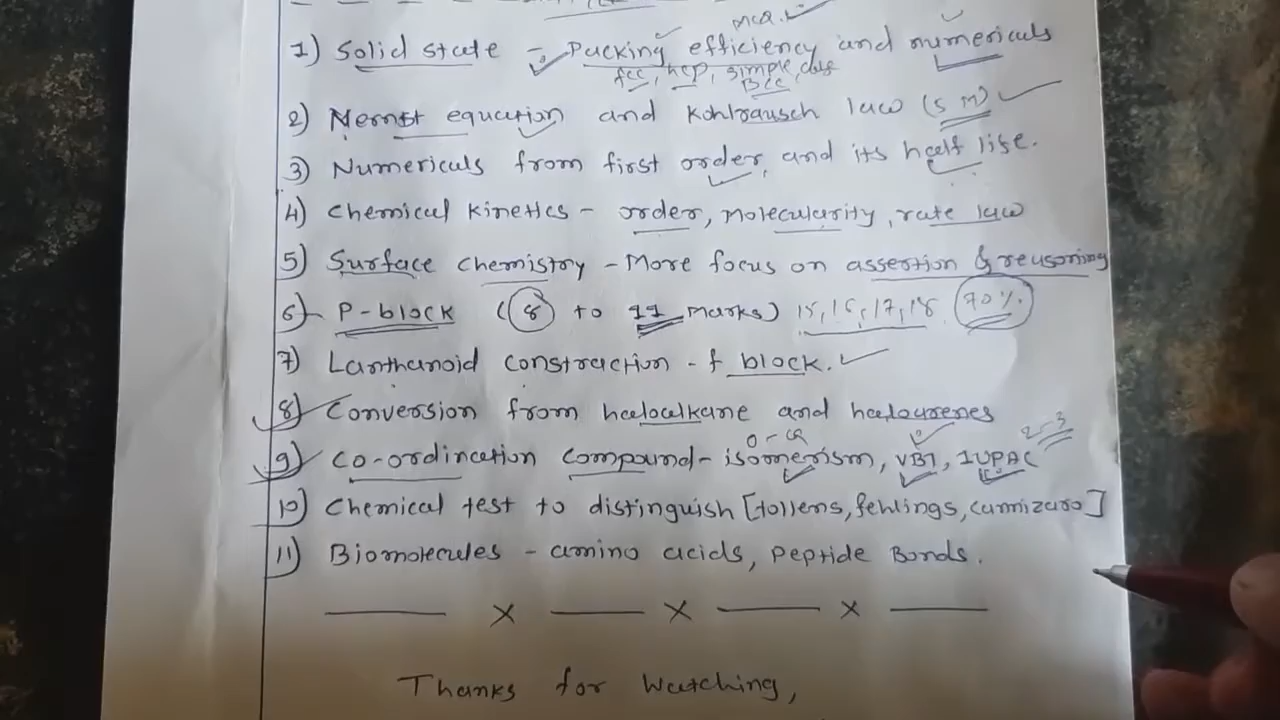 MCQ.
1) Solid state - Packing efficiency and numericals
fcc, hcp, simple,
BCC
2) Nernst equation and Kohlrausch law (5 M)
3) Numericals from first order, and its half life.
4) Chemical kinetics - order, Molecularity, rate law
5) Surface chemistry - More focus on assertion & reasoning
6) P-block (8 to 11 Marks) 15,16,17,18 70%.
7) Lanthanoid constraction - f block.
8) Conversion from haloalkane and haloarenes
2-3
9) Co-ordination compound - isomerism, VBT, IUPAC
10) Chemical test to distinguish [tollens, fehlings, cannizaro]
11) Biomolecules - amino acids, Peptide Bonds.
Thanks for Watching,